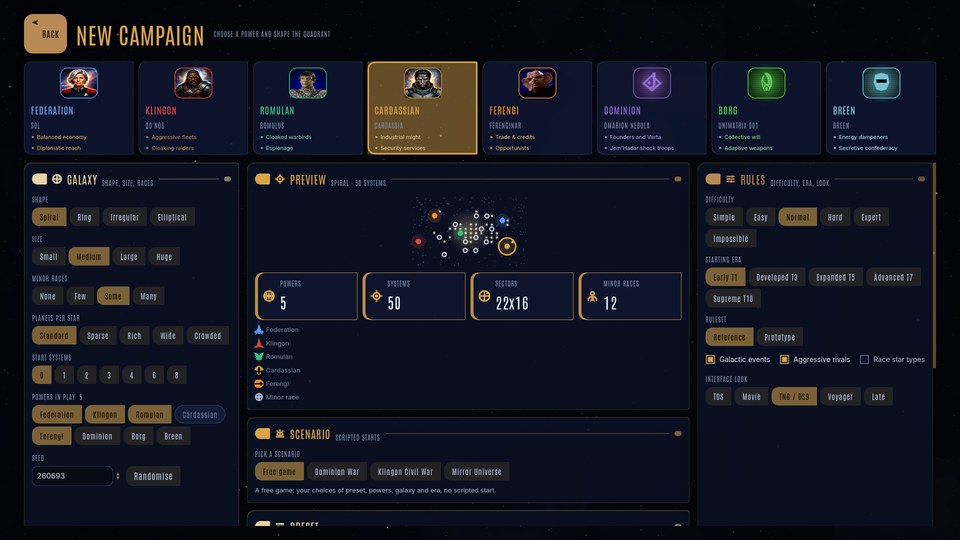 BACK
NEW CAMPAIGN
CHOOSE A POWER AND SHAPE THE QUADRANT
FEDERATION
SOL
• Balanced economy
• Diplomatic reach
KLINGON
QO'NOS
• Aggressive fleets
• Cloaking raiders
ROMULAN
ROMULUS
• Cloaked warbirds
• Espionage
CARDASSIAN
CARDASSIA
• Industrial might
• Security services
FERENGI
FERENGINAR
• Trade & credits
• Opportunists
DOMINION
OMARION NEBULA
• Founders and Vorta
• Jem'Hadar shock troops
BORG
UNIMATRIX 001
• Collective will
• Adaptive weapons
BREEN
BREEN
• Energy dampeners
• Secretive confederacy
GALAXY SHAPE, SIZE, RACES
SHAPE
Spiral Ring Irregular Elliptical
SIZE
Small Medium Large Huge
MINOR RACES
None Few Some Many
PLANETS PER STAR
Standard Sparse Rich Wide Crowded
START SYSTEMS
0 1 2 3 4 6 8
POWERS IN PLAY 5
Federation Klingon Romulan Cardassian
Ferengi Dominion Borg Breen
SEED
260693 Randomise
PREVIEW SPIRAL · 50 SYSTEMS
POWERS
5
SYSTEMS
50
SECTORS
22x16
MINOR RACES
12
Federation
Klingon
Romulan
Cardassian
Ferengi
Minor race
SCENARIO SCRIPTED STARTS
PICK A SCENARIO
Free game Dominion War Klingon Civil War Mirror Universe
A free game: your choices of preset, powers, galaxy and era, no scripted start.
RULES DIFFICULTY, ERA, LOOK
DIFFICULTY
Simple Easy Normal Hard Expert
Impossible
STARTING ERA
Early T1 Developed T3 Expanded T5 Advanced T7
Supreme T10
RULESET
Reference Prototype
Galactic events Aggressive rivals Race star types
INTERFACE LOOK
TOS Movie TNG / DS9 Voyager Late